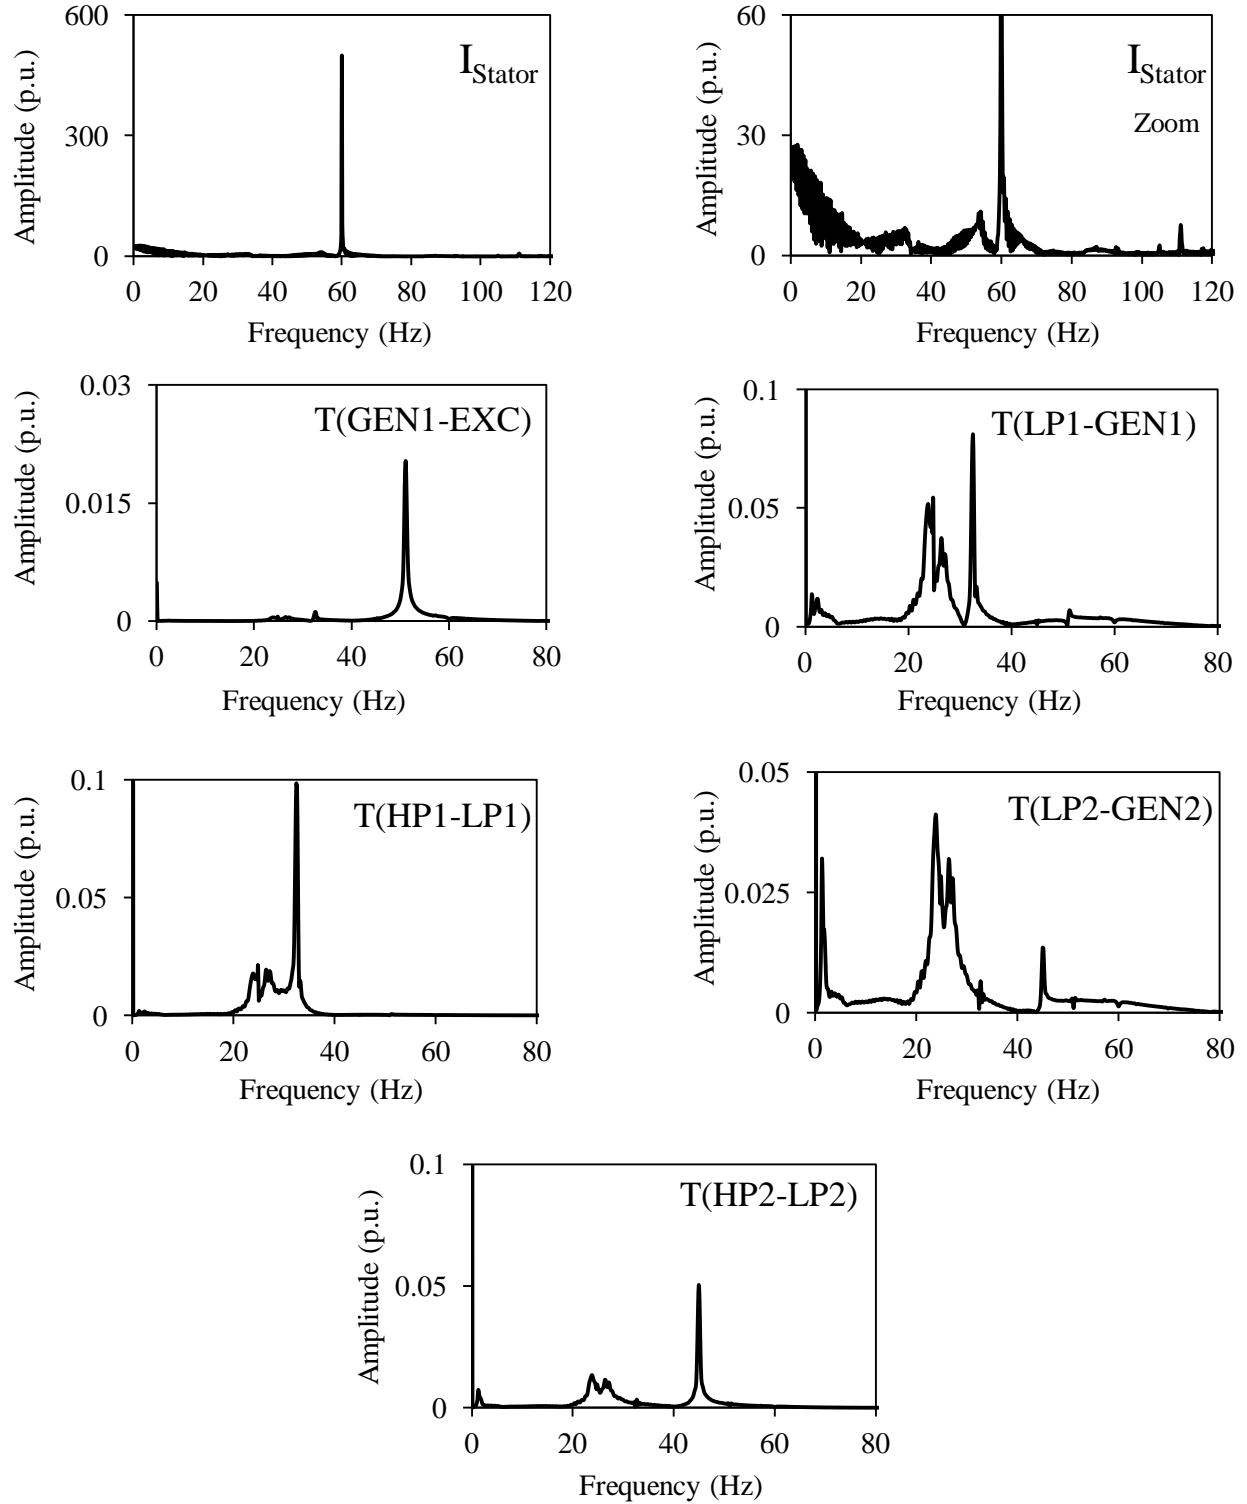 600
300
0
0 20 40 60 80 100 120
Amplitude (p.u.)
Frequency (Hz)
I_Stator
60
30
0
0 20 40 60 80 100 120
Amplitude (p.u.)
Frequency (Hz)
I_Stator
Zoom
0.03
0.015
0
0 20 40 60 80
Amplitude (p.u.)
Frequency (Hz)
T(GEN1-EXC)
0.1
0.05
0
0 20 40 60 80
Amplitude (p.u.)
Frequency (Hz)
T(LP1-GEN1)
0.1
0.05
0
0 20 40 60 80
Amplitude (p.u.)
Frequency (Hz)
T(HP1-LP1)
0.05
0.025
0
0 20 40 60 80
Amplitude (p.u.)
Frequency (Hz)
T(LP2-GEN2)
0.1
0.05
0
0 20 40 60 80
Amplitude (p.u.)
Frequency (Hz)
T(HP2-LP2)